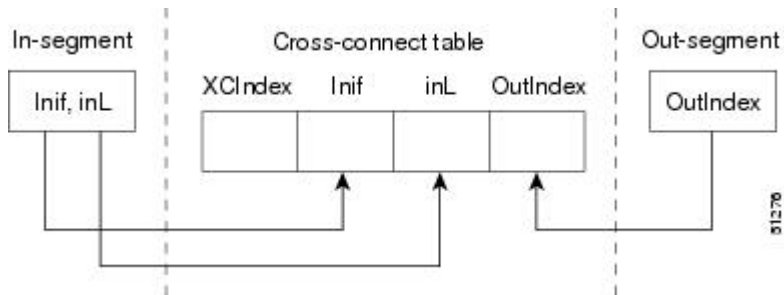 In-segment
Cross-connect table
Out-segment
XCIndex Inif inL OutIndex
Inif, inL
OutIndex
51276